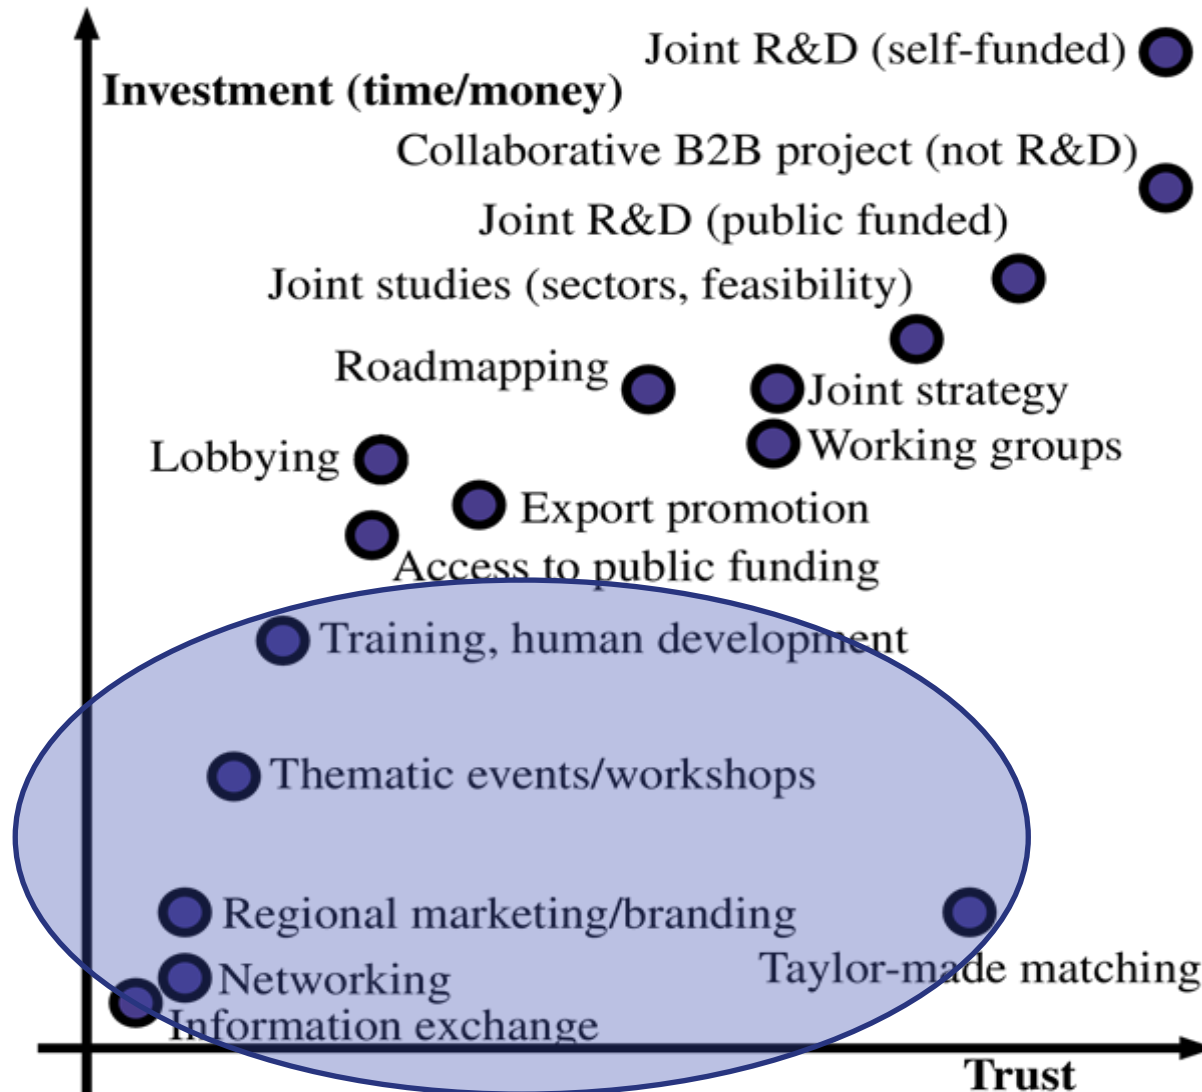 Joint R&D (self-funded)
Investment (time/money)
Collaborative B2B project (not R&D)
Joint R&D (public funded)
Joint studies (sectors, feasibility)
Roadmapping
Joint strategy
Working groups
Lobbying
Export promotion
Access to public funding
Training, human development
Thematic events/workshops
Regional marketing/branding
Taylor-made matching
Networking
Information exchange
Trust